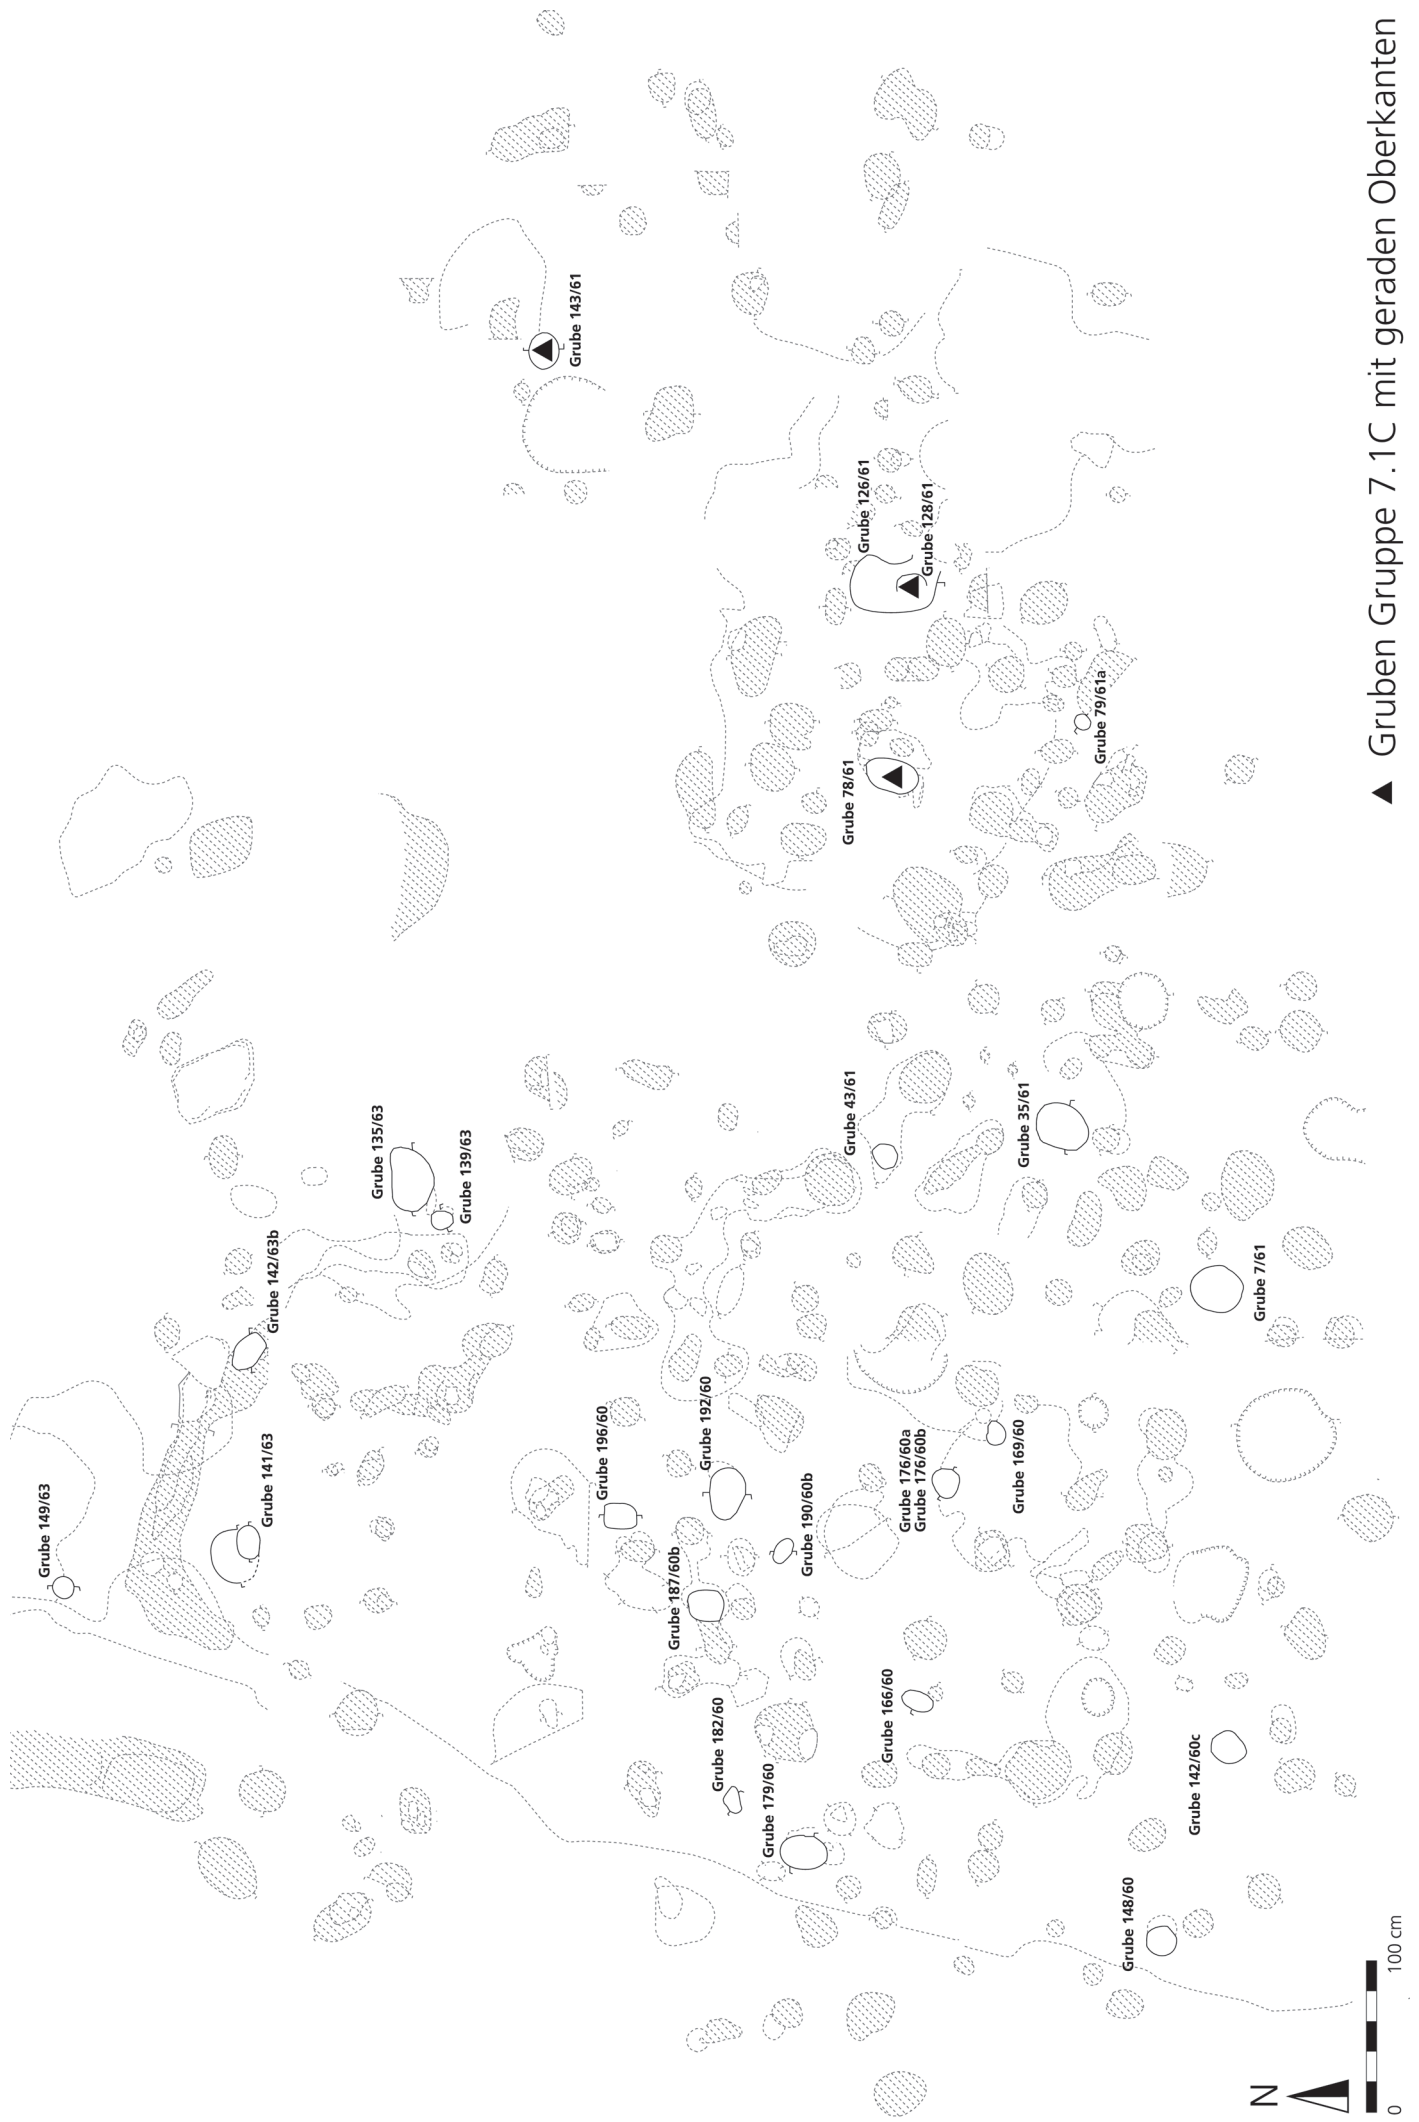 Grube 149/63
Grube 141/63
Grube 142/63b
Grube 135/63
Grube 139/63
Grube 143/61
Grube 196/60
Grube 187/60b
Grube 192/60
Grube 182/60
Grube 179/60
Grube 190/60b
Grube 43/61
Grube 78/61
Grube 126/61
Grube 128/61
Grube 166/60
Grube 176/60a
Grube 176/60b
Grube 169/60
Grube 35/61
Grube 79/61a
Grube 148/60
Grube 142/60c
Grube 7/61
N
0
100 cm
▲ Gruben Gruppe 7.1C mit geraden Oberkanten